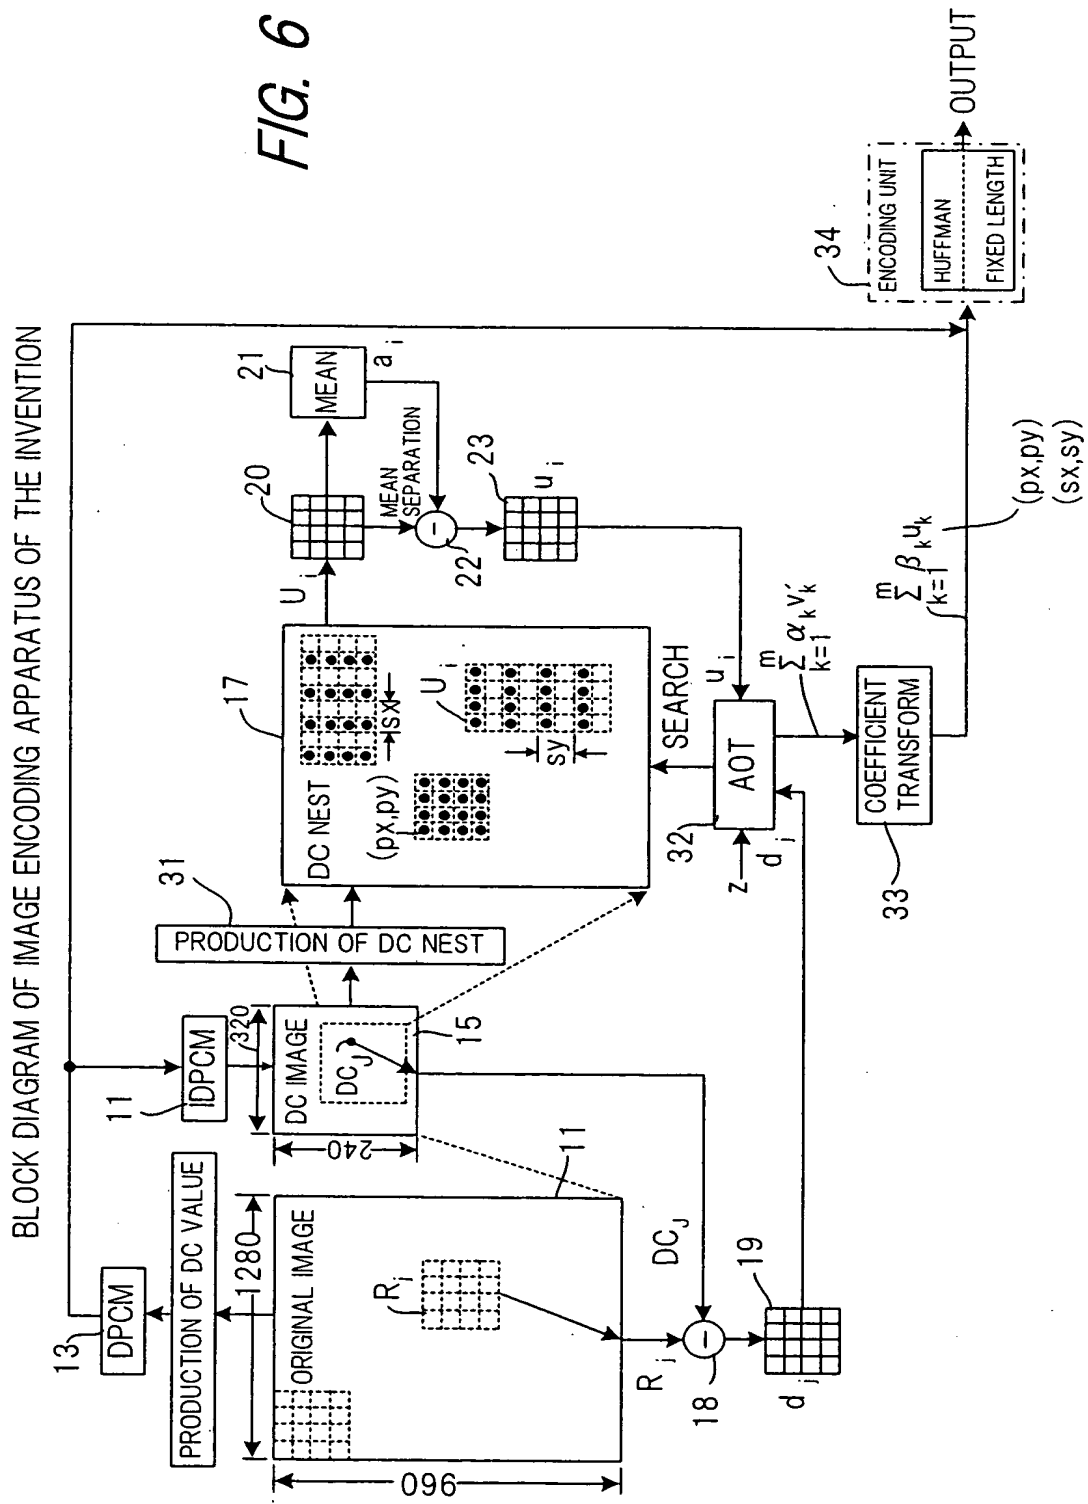 BLOCK DIAGRAM OF IMAGE ENCODING APPARATUS OF THE INVENTION
FIG. 6
13
DPCM
PRODUCTION OF DC VALUE
1280
ORIGINAL IMAGE
960
R i
11
R j
18
DC J
19
d j
11
IDPCM
320
DC IMAGE
DC J
240
15
31
PRODUCTION OF DC NEST
17
DC NEST
(px,py)
sx
U i
sy
SEARCH
U i
20
21
MEAN
a i
MEAN
SEPARATION
22
23
u i
u i
32
AOT
z
d j
m
Σ α k v k ′
k=1
33
COEFFICIENT
TRANSFORM
m
Σ β k u k
k=1
(px,py)
(sx,sy)
34
ENCODING UNIT
HUFFMAN
FIXED LENGTH
OUTPUT